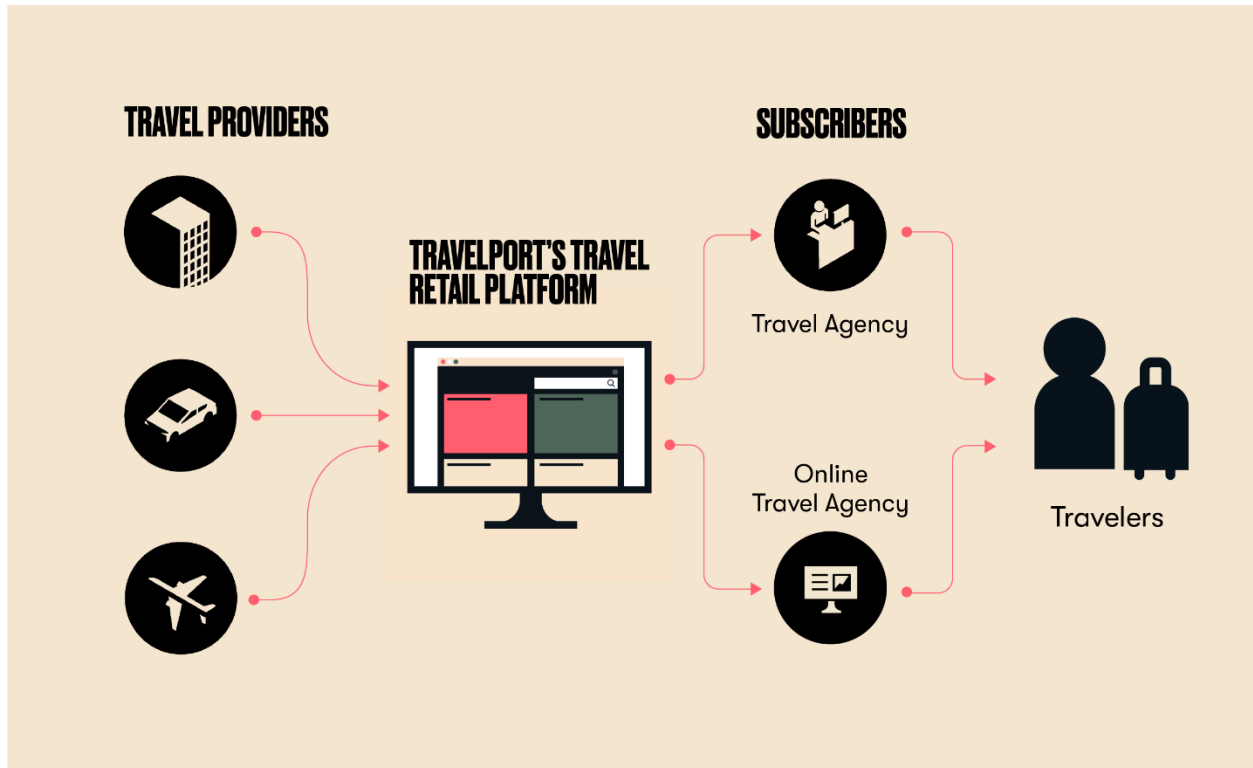 TRAVEL PROVIDERS
SUBSCRIBERS
TRAVELPORT'S TRAVEL
RETAIL PLATFORM
Travel Agency
Online
Travel Agency
Travelers